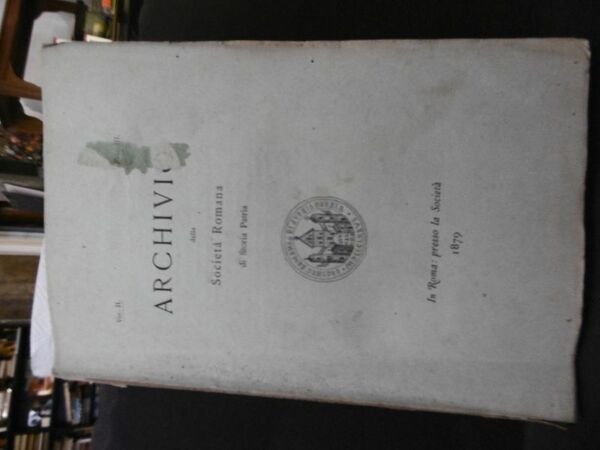 Vol. II.
ARCHIVIO
della
Società Romana
di Storia Patria
In Roma: presso la Società
1879